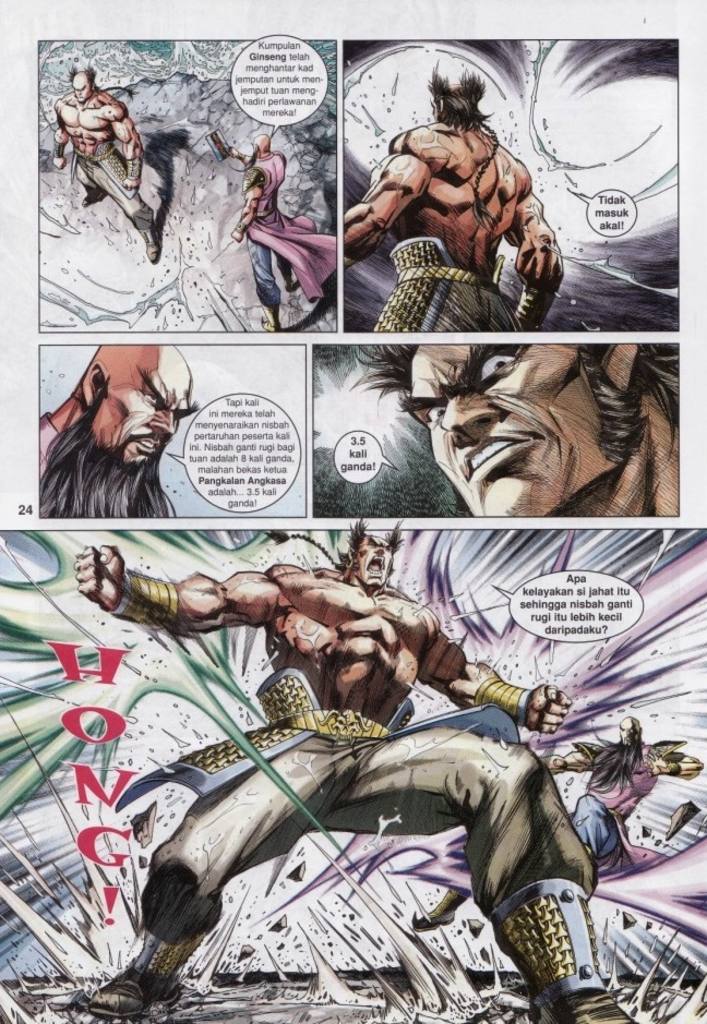 Kumpulan
Ginseng telah
menghantar kad
jemputan untuk men-
jemput tuan meng-
hadiri perlawanan
mereka!
Tidak
masuk
akal!
Tapi kali
ini mereka telah
menyenaraikan nisbah
pertaruhan peserta kali
ini. Nisbah ganti rugi bagi
tuan adalah 8 kali ganda,
malahan bekas ketua
Pangkalan Angkasa
adalah... 3.5 kali
ganda!
3.5
kali
ganda!
24
Apa
kelayakan si jahat itu
sehingga nisbah ganti
rugi itu lebih kecil
daripadaku?
HONG!